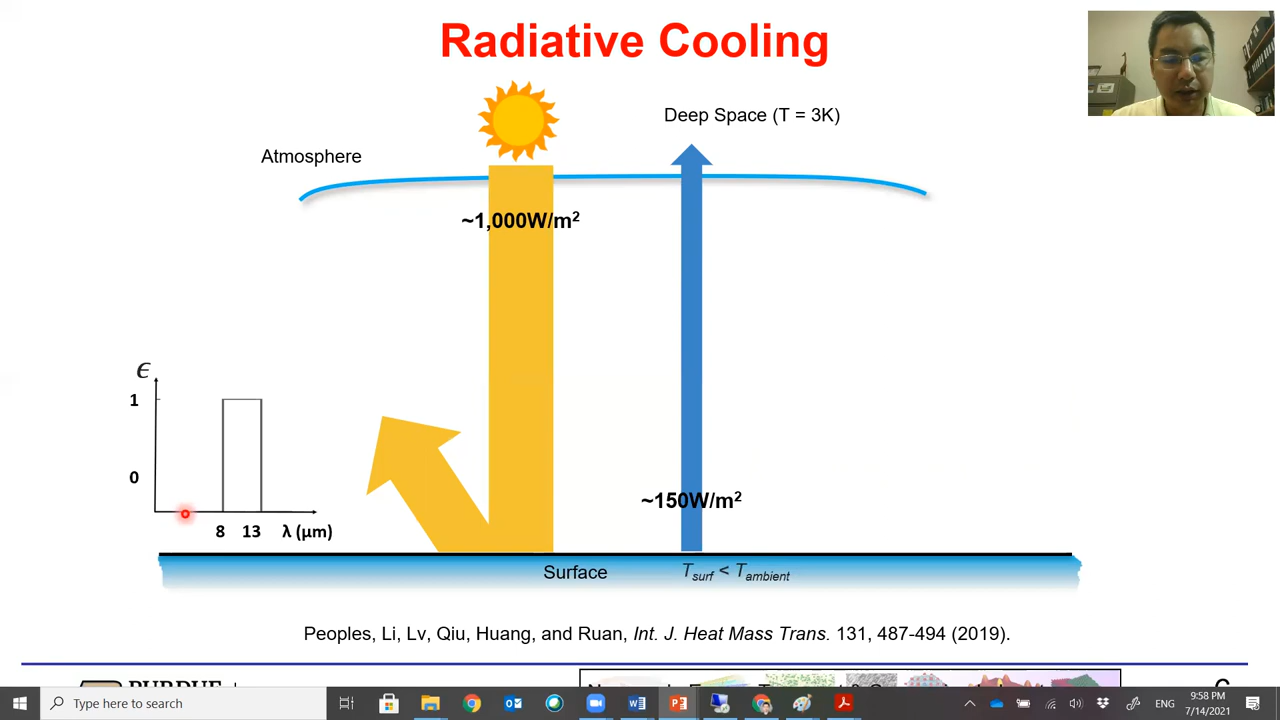 Radiative Cooling
Deep Space (T = 3K)
Atmosphere
~1,000W/m²
ϵ
1
0
8 13 λ (μm)
~150W/m²
Surface
T_surf < T_ambient
Peoples, Li, Lv, Qiu, Huang, and Ruan, Int. J. Heat Mass Trans. 131, 487-494 (2019).
PURDUE
Type here to search
ENG
9:58 PM
7/14/2021